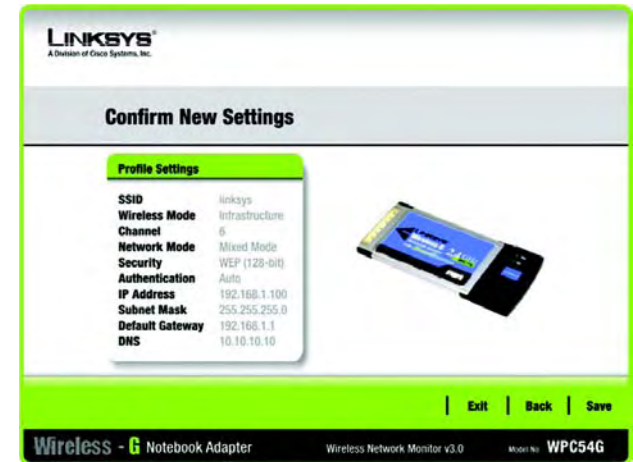 LINKSYS®
A Division of Cisco Systems, Inc.
Confirm New Settings
Profile Settings
SSID linksys
Wireless Mode Infrastructure
Channel 6
Network Mode Mixed Mode
Security WEP (128-bit)
Authentication Auto
IP Address 192.168.1.100
Subnet Mask 255.255.255.0
Default Gateway 192.168.1.1
DNS 10.10.10.10
LINKSYS
Exit Back Save
Wireless - G Notebook Adapter Wireless Network Monitor v3.0 Model No WPC54G